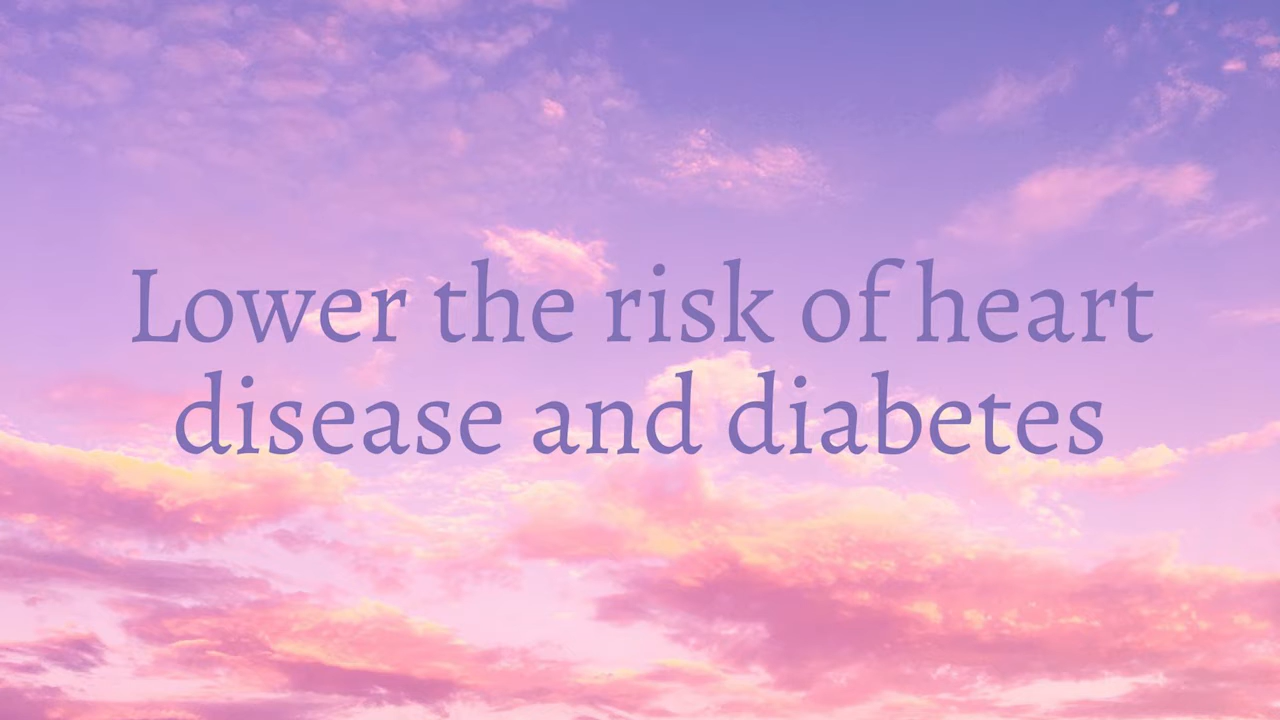 Lower the risk of heart
disease and diabetes